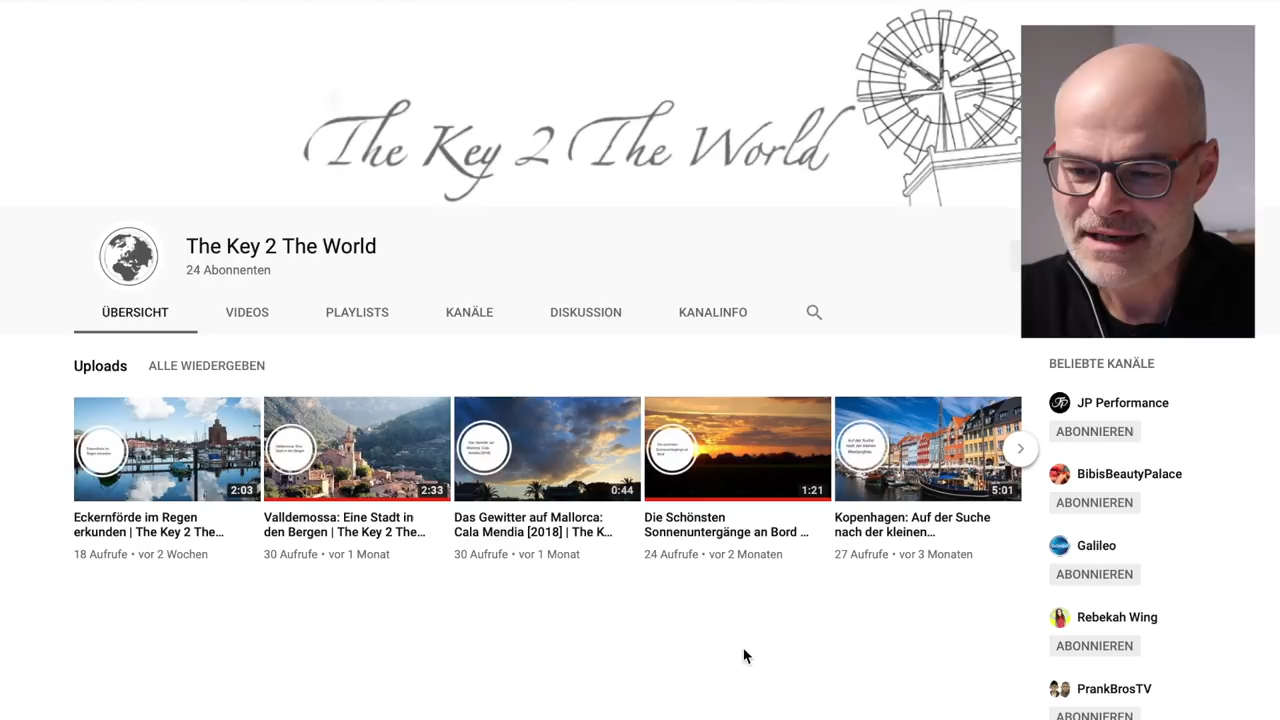 The Key 2 The World
The Key 2 The World
24 Abonnenten
ÜBERSICHT
VIDEOS
PLAYLISTS
KANÄLE
DISKUSSION
KANALINFO
Uploads
ALLE WIEDERGEBEN
2:03
Eckernförde im Regen
erkunden | The Key 2 The...
18 Aufrufe • vor 2 Wochen
2:33
Valldemossa: Eine Stadt in
den Bergen | The Key 2 The...
30 Aufrufe • vor 1 Monat
0:44
Das Gewitter auf Mallorca:
Cala Mendia [2018] | The K...
30 Aufrufe • vor 1 Monat
1:21
Die Schönsten
Sonnenuntergänge an Bord ...
24 Aufrufe • vor 2 Monaten
5:01
Kopenhagen: Auf der Suche
nach der kleinen...
27 Aufrufe • vor 3 Monaten
BELIEBTE KANÄLE
JP Performance
ABONNIEREN
BibisBeautyPalace
ABONNIEREN
Galileo
ABONNIEREN
Rebekah Wing
ABONNIEREN
PrankBrosTV
ABONNIEREN